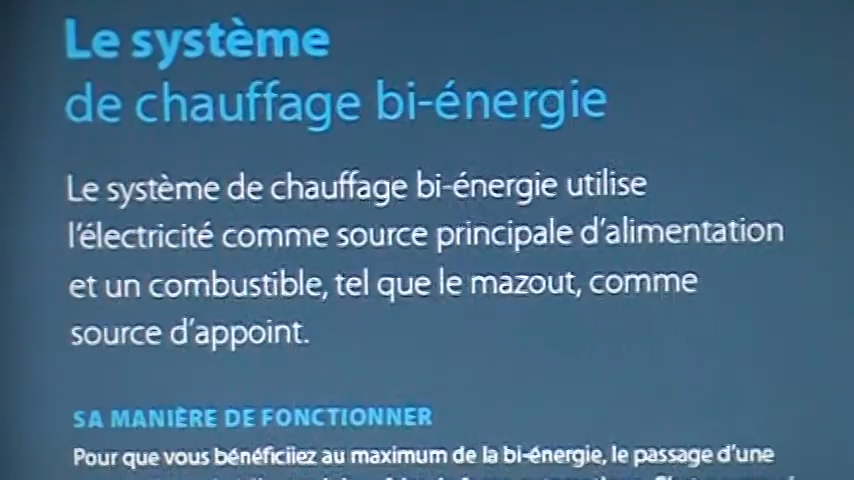 Le système
de chauffage bi-énergie
Le système de chauffage bi-énergie utilise
l'électricité comme source principale d'alimentation
et un combustible, tel que le mazout, comme
source d'appoint.
SA MANIÈRE DE FONCTIONNER
Pour que vous bénéficiiez au maximum de la bi-énergie, le passage d'une